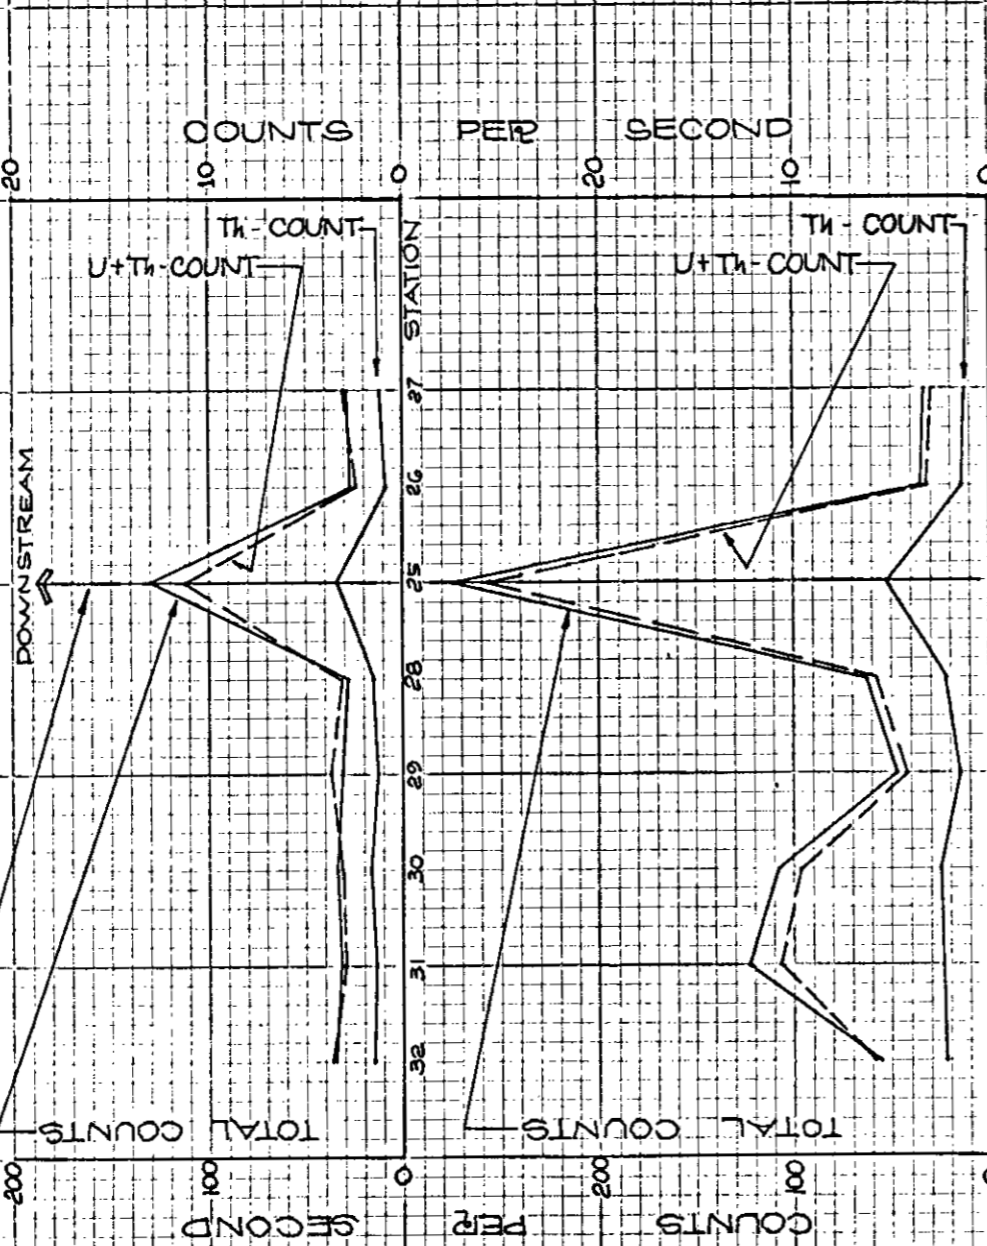 COUNTS PER SECOND
20 10 0 20 10 0
Th - COUNT
U+Th-COUNT
STATION
Th - COUNT
U+Th-COUNT
DOWNSTREAM
27
26
25
28
29
30
31
32
TOTAL COUNTS
TOTAL COUNTS
200 100 0 200 100 0
COUNTS PER SECOND